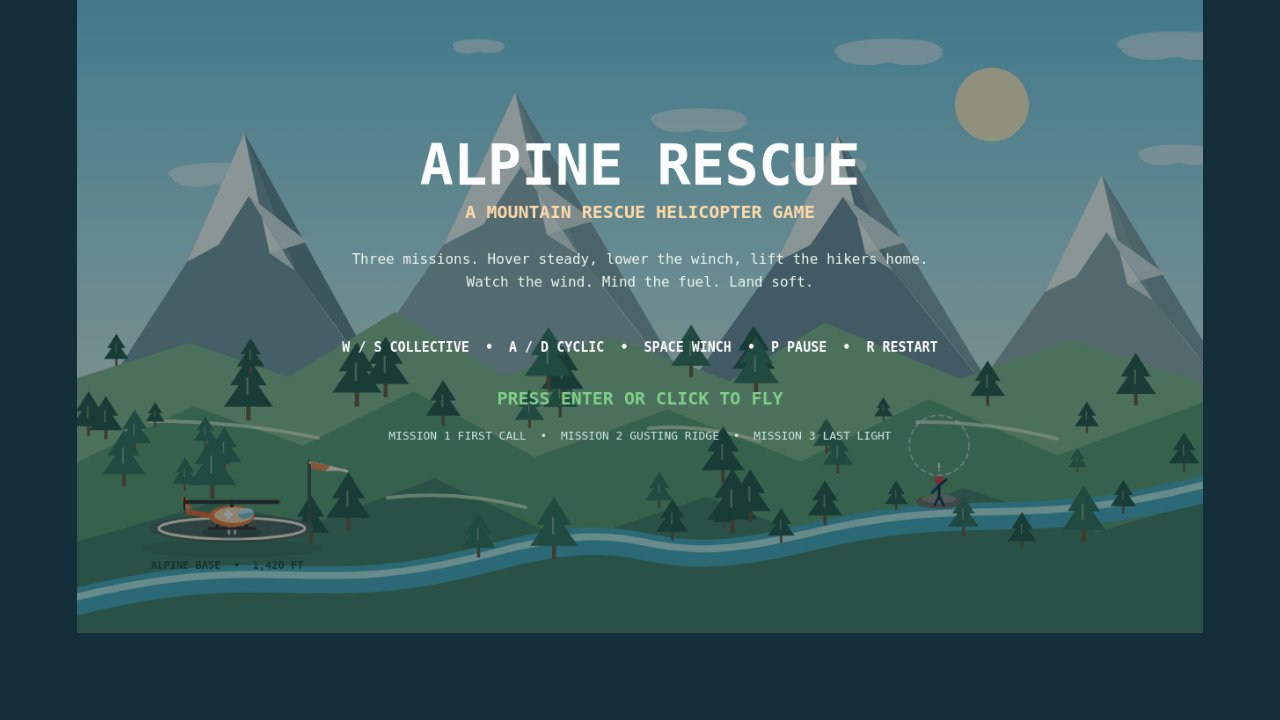 ALPINE RESCUE
A MOUNTAIN RESCUE HELICOPTER GAME
Three missions. Hover steady, lower the winch, lift the hikers home.
Watch the wind. Mind the fuel. Land soft.
W / S COLLECTIVE • A / D CYCLIC • SPACE WINCH • P PAUSE • R RESTART
PRESS ENTER OR CLICK TO FLY
MISSION 1 FIRST CALL • MISSION 2 GUSTING RIDGE • MISSION 3 LAST LIGHT
!
ALPINE BASE • 1,420 FT